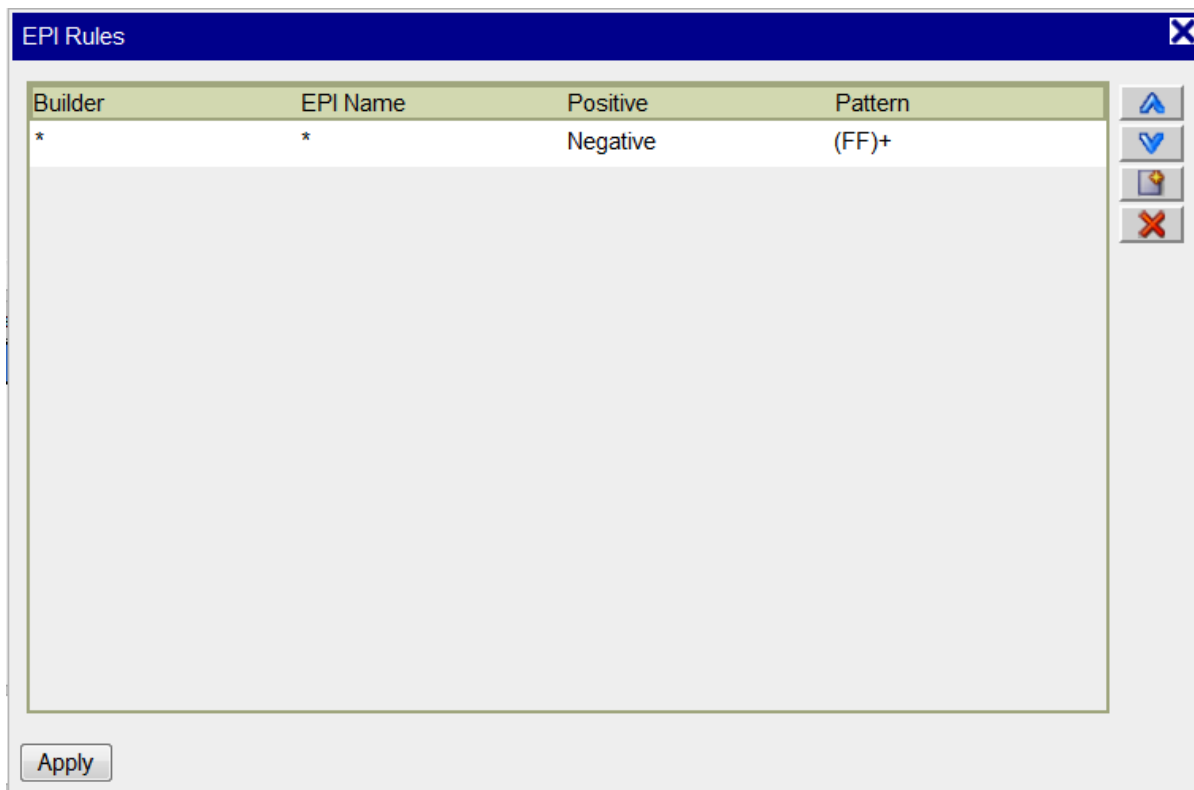 EPI Rules
Builder EPI Name Positive Pattern
* * Negative (FF)+
Apply